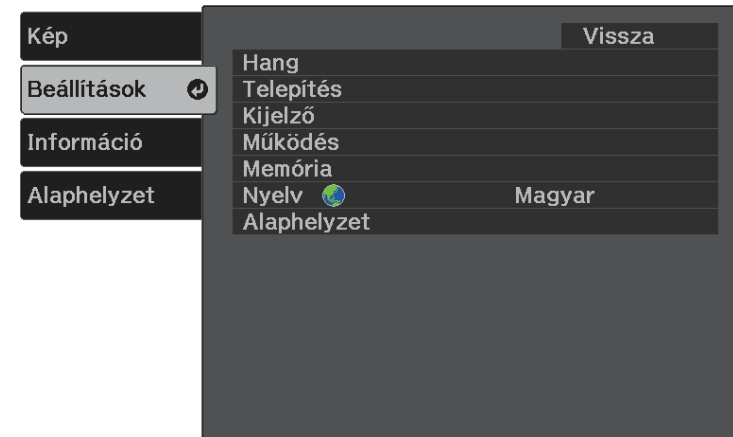 Kép
Beállítások
Információ
Alaphelyzet
Vissza
Hang
Telepítés
Kijelző
Működés
Memória
Nyelv Magyar
Alaphelyzet